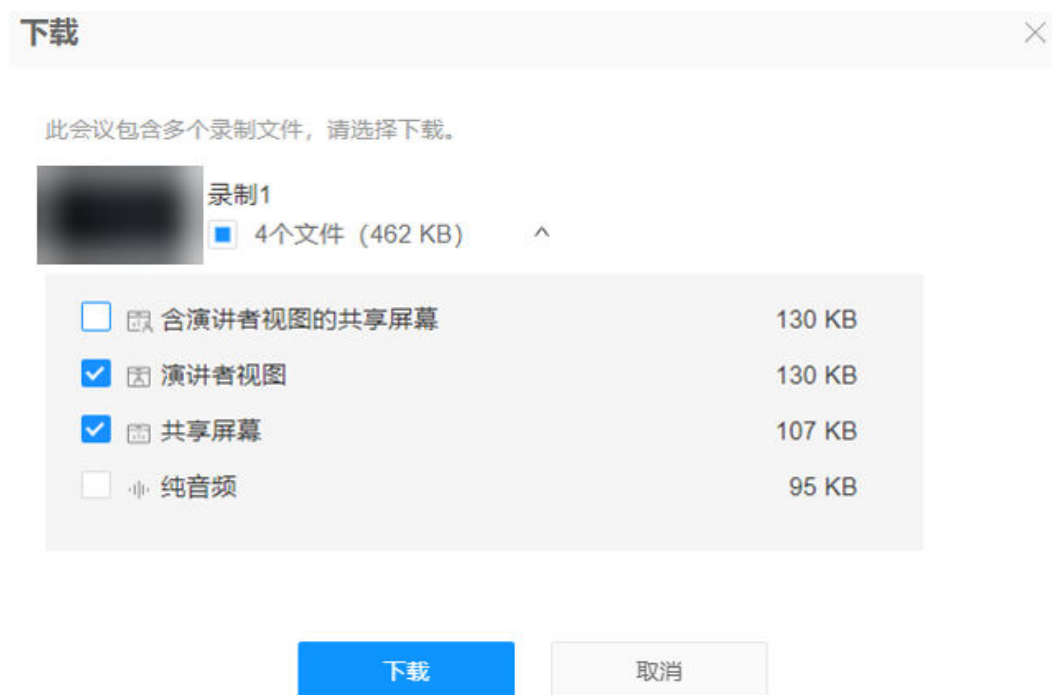 下载
此会议包含多个录制文件，请选择下载。
录制1
4个文件（462 KB）
含演讲者视图的共享屏幕 130 KB
演讲者视图 130 KB
共享屏幕 107 KB
纯音频 95 KB
下载 取消